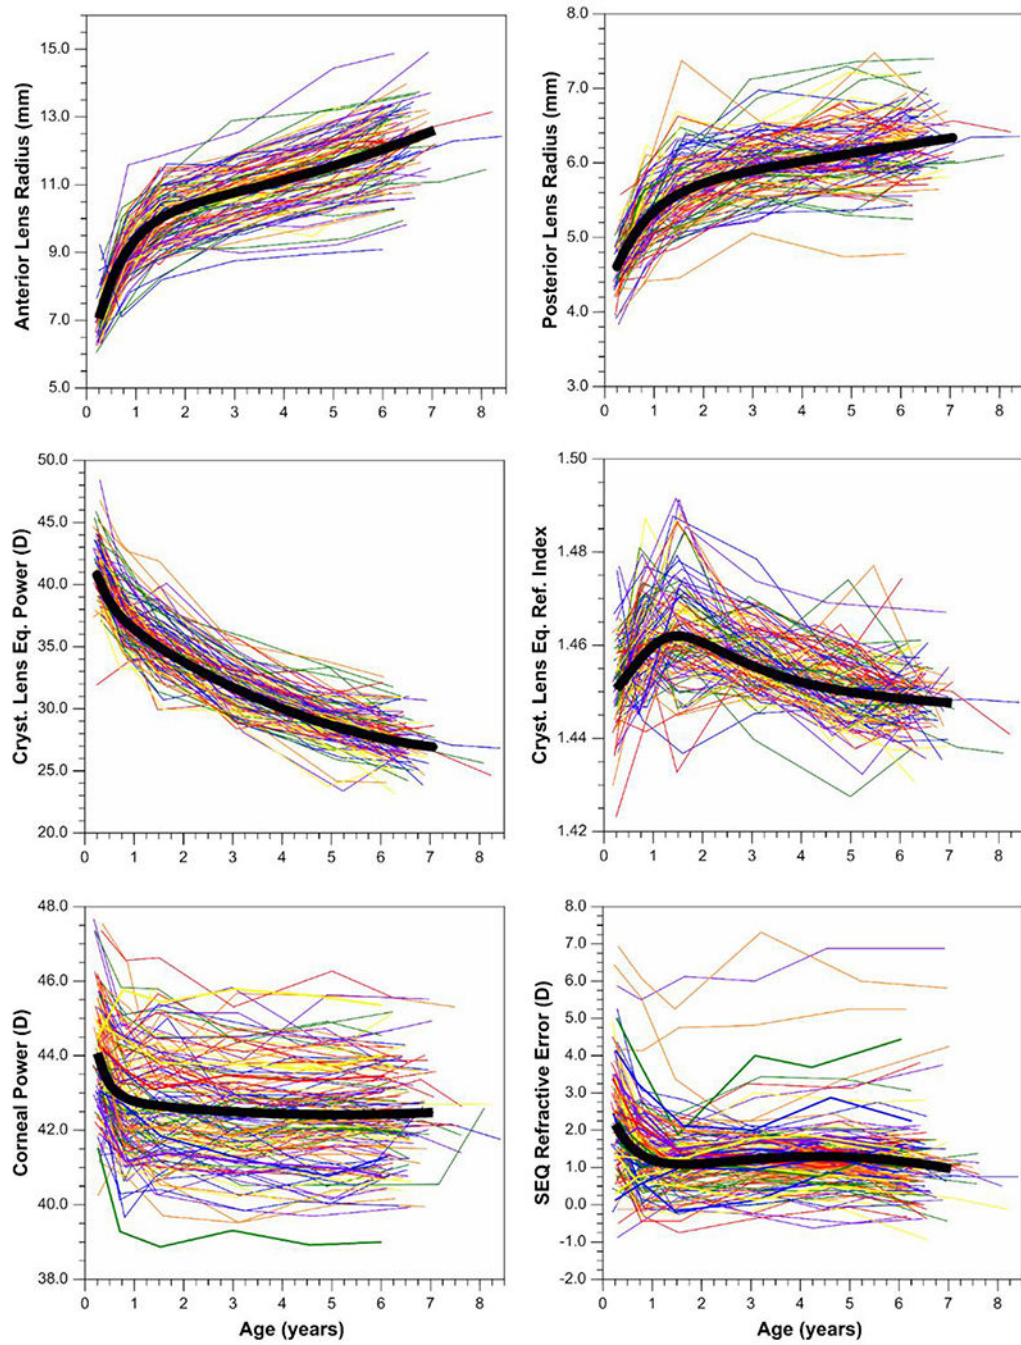 Anterior Lens Radius (mm)
15.0
13.0
11.0
9.0
7.0
5.0
0 1 2 3 4 5 6 7 8
Posterior Lens Radius (mm)
8.0
7.0
6.0
5.0
4.0
3.0
0 1 2 3 4 5 6 7 8
Cryst. Lens Eq. Power (D)
50.0
45.0
40.0
35.0
30.0
25.0
20.0
0 1 2 3 4 5 6 7 8
Cryst. Lens Eq. Ref. Index
1.50
1.48
1.46
1.44
1.42
0 1 2 3 4 5 6 7 8
Corneal Power (D)
48.0
46.0
44.0
42.0
40.0
38.0
0 1 2 3 4 5 6 7 8
Age (years)
SEQ Refractive Error (D)
8.0
7.0
6.0
5.0
4.0
3.0
2.0
1.0
0.0
-1.0
-2.0
0 1 2 3 4 5 6 7 8
Age (years)